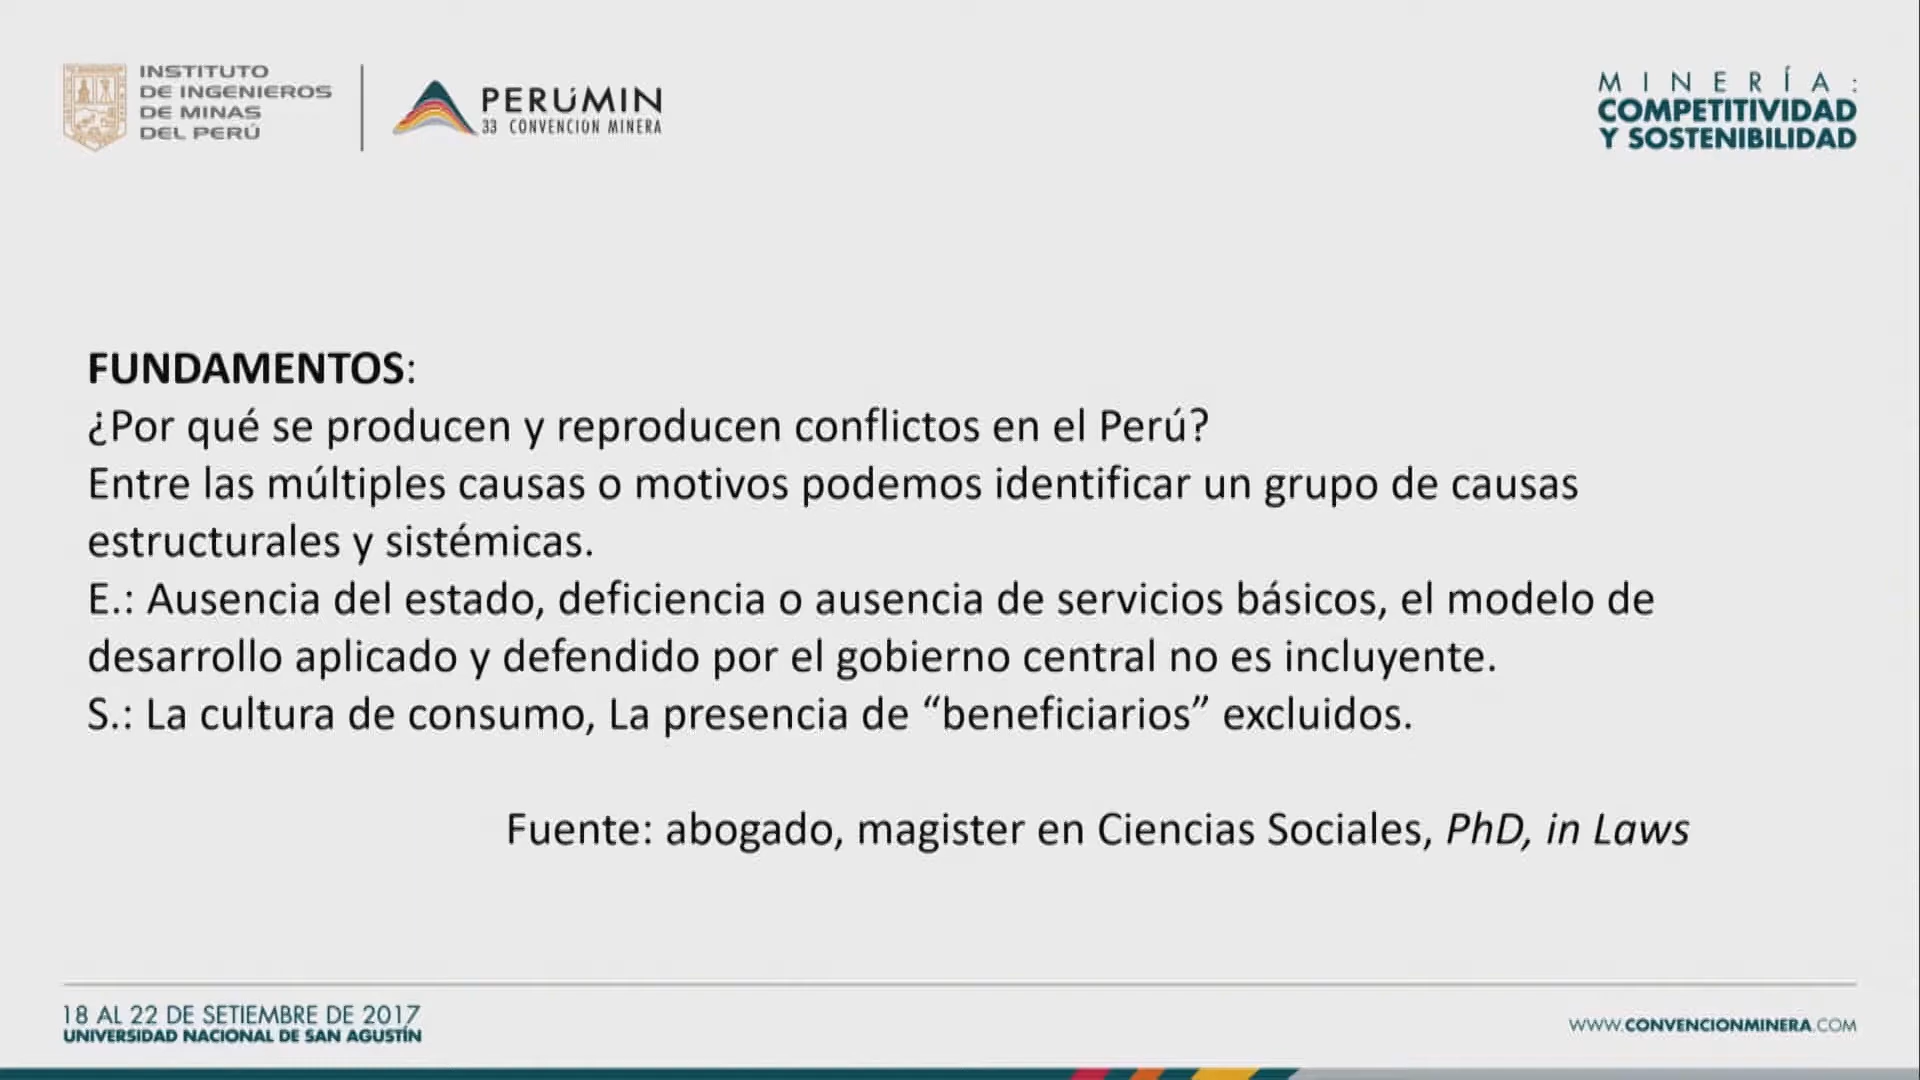 INSTITUTO
DE INGENIEROS
DE MINAS
DEL PERÚ
PERÚMIN
33 CONVENCIÓN MINERA
MINERÍA:
COMPETITIVIDAD
Y SOSTENIBILIDAD
FUNDAMENTOS:
¿Por qué se producen y reproducen conflictos en el Perú?
Entre las múltiples causas o motivos podemos identificar un grupo de causas
estructurales y sistémicas.
E.: Ausencia del estado, deficiencia o ausencia de servicios básicos, el modelo de
desarrollo aplicado y defendido por el gobierno central no es incluyente.
S.: La cultura de consumo, La presencia de “beneficiarios” excluidos.
Fuente: abogado, magister en Ciencias Sociales, PhD, in Laws
18 AL 22 DE SETIEMBRE DE 2017
UNIVERSIDAD NACIONAL DE SAN AGUSTÍN
WWW.CONVENCIONMINERA.COM